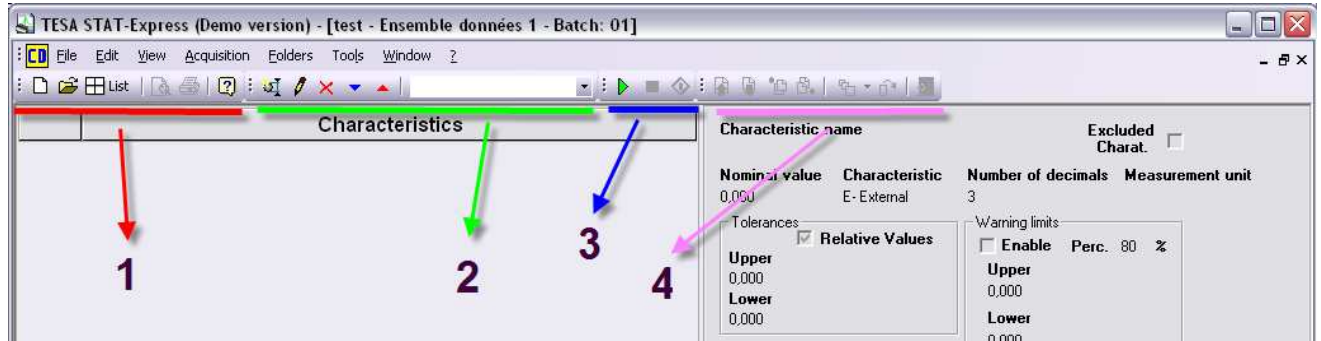 TESA STAT-Express (Demo version) - [test - Ensemble données 1 - Batch: 01]
CD File Edit View Acquisition Folders Tools Window ?
List
Characteristics
Characteristic name Excluded
Charat.
Nominal value Characteristic Number of decimals Measurement unit
0,000 E- External 3
Tolerances Warning limits
Relative Values Enable Perc. 80 %
Upper Upper
0,000 0,000
Lower Lower
0,000 0,000
1 2 3 4